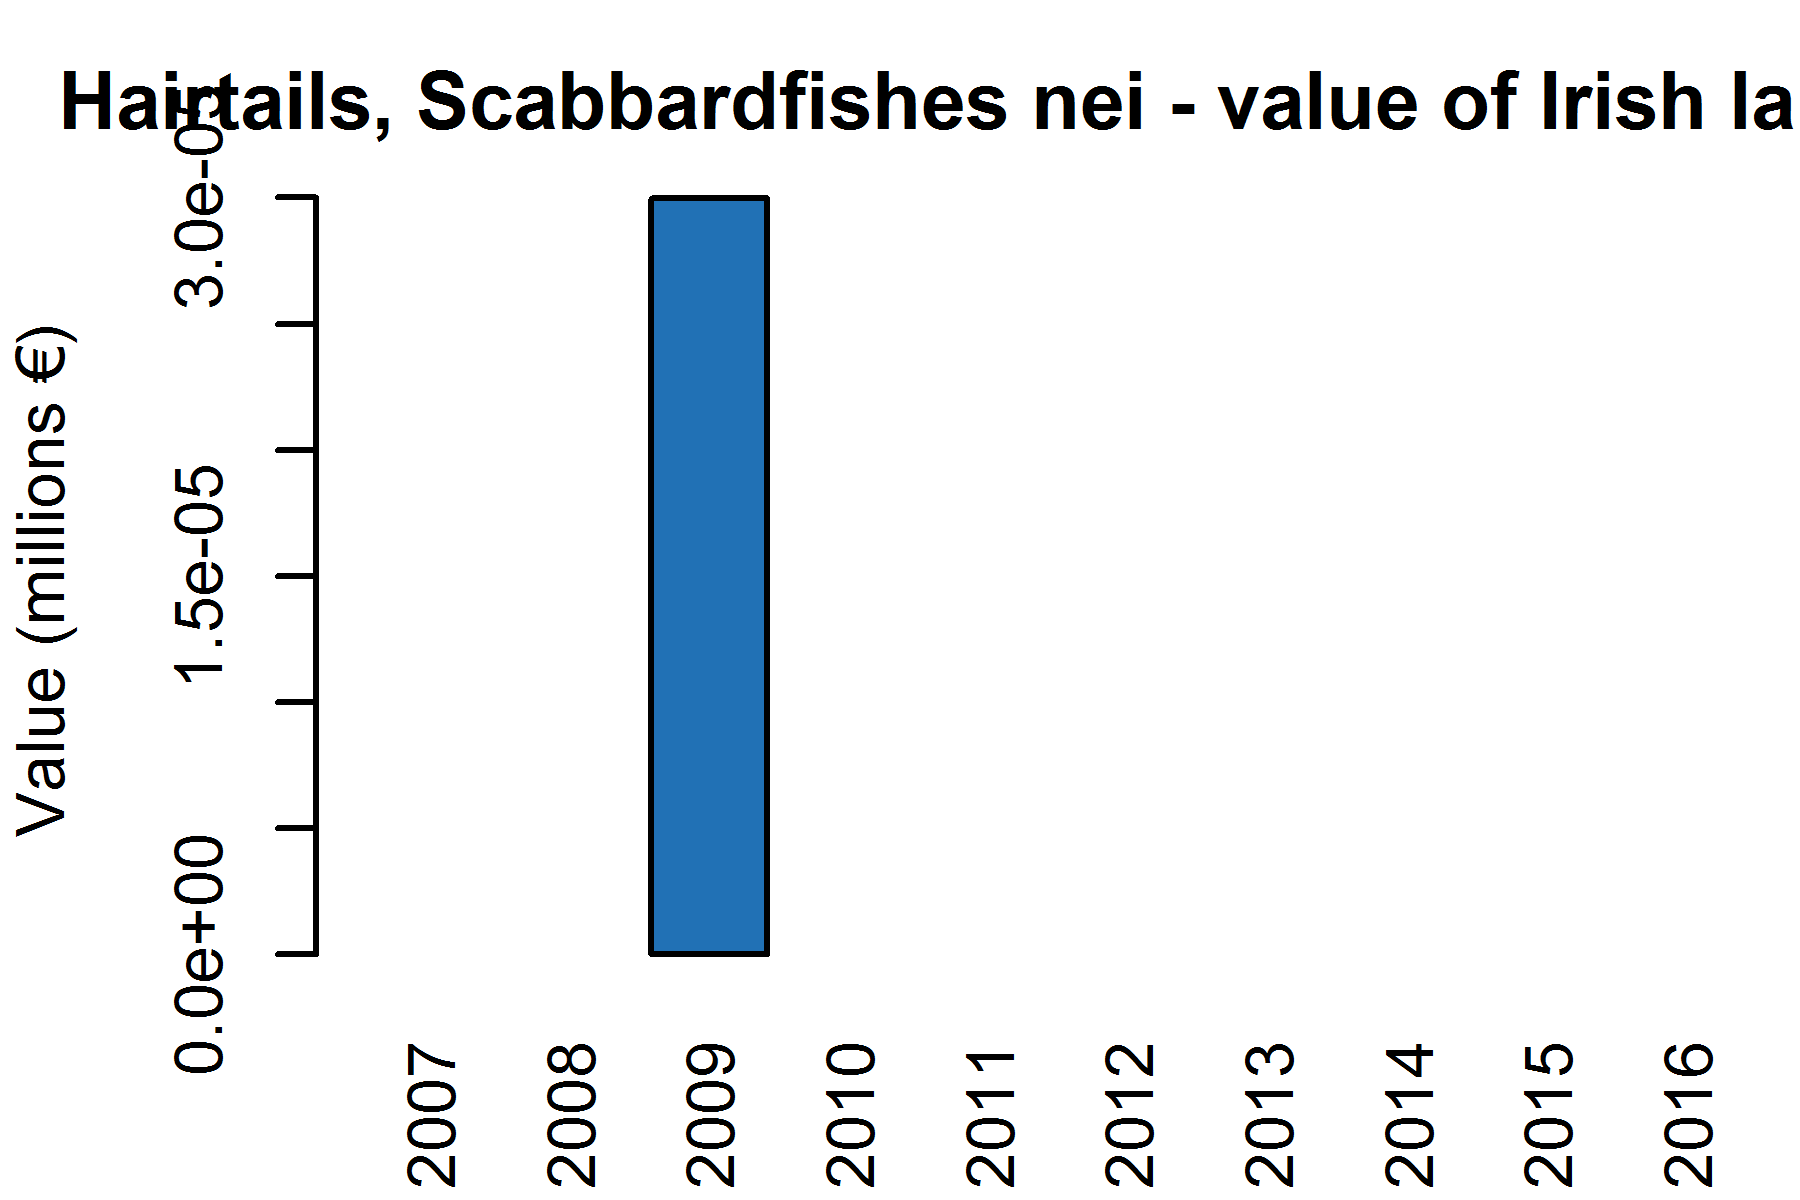 Hairtails, Scabbardfishes nei - value of Irish la
Value (millions €)
3.0e-05
1.5e-05
0.0e+00
2007
2008
2009
2010
2011
2012
2013
2014
2015
2016